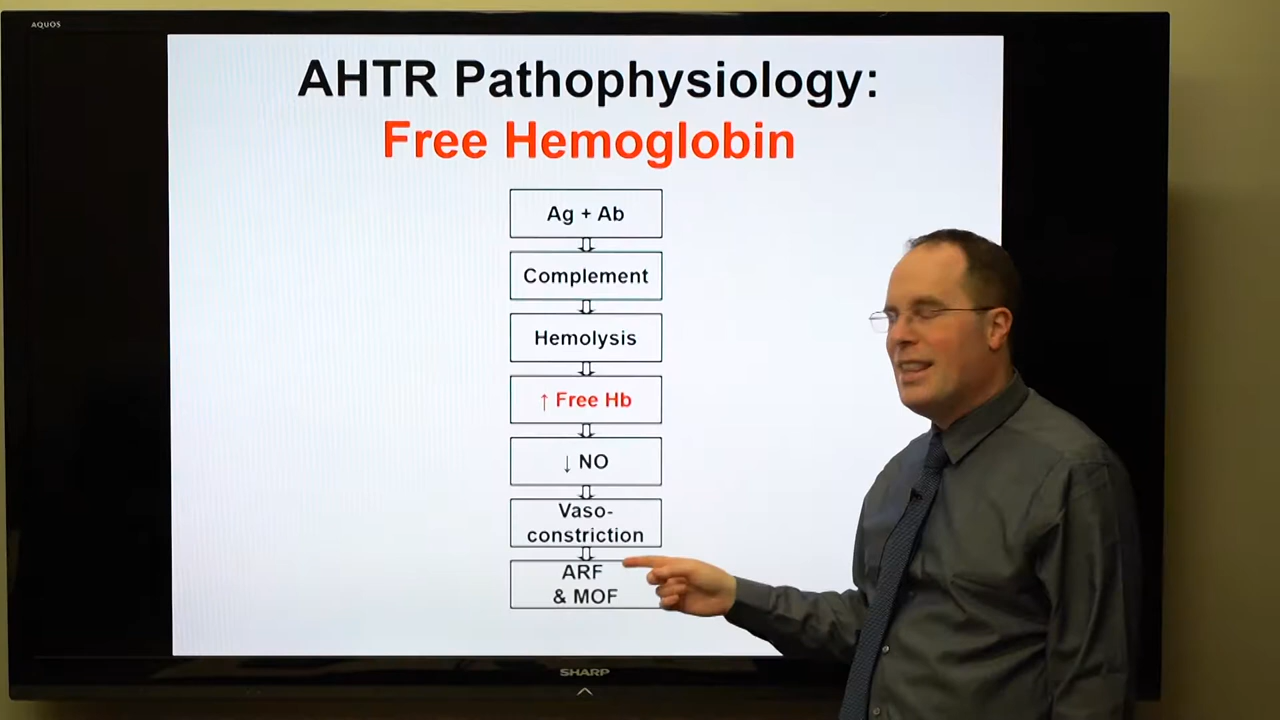 AQUOS
AHTR Pathophysiology:
Free Hemoglobin
Ag + Ab
Complement
Hemolysis
↑ Free Hb
↓ NO
Vaso-
constriction
ARF
& MOF
SHARP